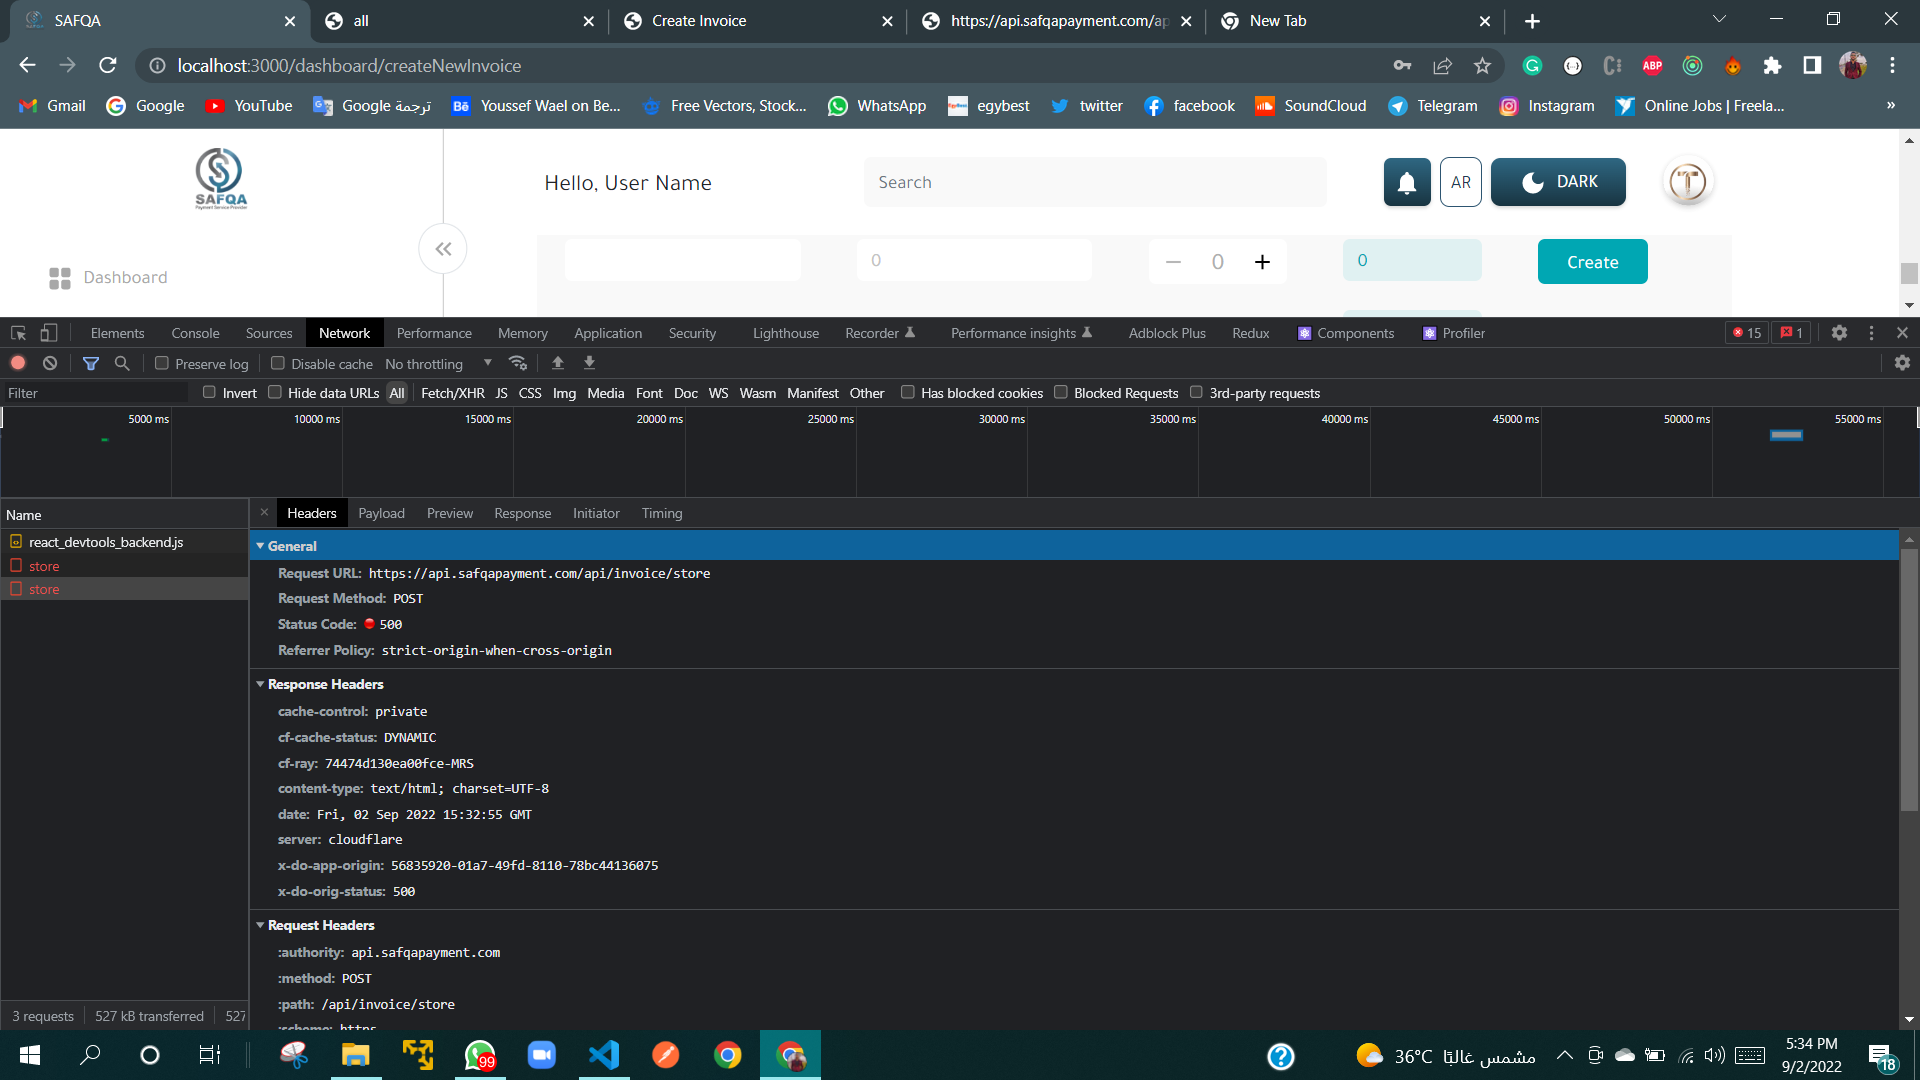 SAFQA
all
Create Invoice
https://api.safqapayment.com/ap
New Tab
localhost:3000/dashboard/createNewInvoice
ABP
Gmail
Google
YouTube
ترجمة Google
Bē Youssef Wael on Be...
Free Vectors, Stock...
WhatsApp
egybest
twitter
facebook
SoundCloud
Telegram
Instagram
Online Jobs | Freela...
»
SAFQA
Payment Service Provider
Hello, User Name
Search
AR
DARK
Dashboard
0
0
0
Create
Elements Console Sources Network Performance Memory Application Security Lighthouse Recorder Performance insights Adblock Plus Redux Components Profiler 15 1
Preserve log Disable cache No throttling
Filter Invert Hide data URLs All Fetch/XHR JS CSS Img Media Font Doc WS Wasm Manifest Other Has blocked cookies Blocked Requests 3rd-party requests
5000 ms 10000 ms 15000 ms 20000 ms 25000 ms 30000 ms 35000 ms 40000 ms 45000 ms 50000 ms 55000 ms
Name
react_devtools_backend.js
store
store
3 requests 527 kB transferred 527
Headers Payload Preview Response Initiator Timing
General
Request URL: https://api.safqapayment.com/api/invoice/store
Request Method: POST
Status Code: 500
Referrer Policy: strict-origin-when-cross-origin
Response Headers
cache-control: private
cf-cache-status: DYNAMIC
cf-ray: 74474d130ea00fce-MRS
content-type: text/html; charset=UTF-8
date: Fri, 02 Sep 2022 15:32:55 GMT
server: cloudflare
x-do-app-origin: 56835920-01a7-49fd-8110-78bc44136075
x-do-orig-status: 500
Request Headers
:authority: api.safqapayment.com
:method: POST
:path: /api/invoice/store
:scheme: https
99
36°C مشمس غالبًا
5:34 PM
9/2/2022
18